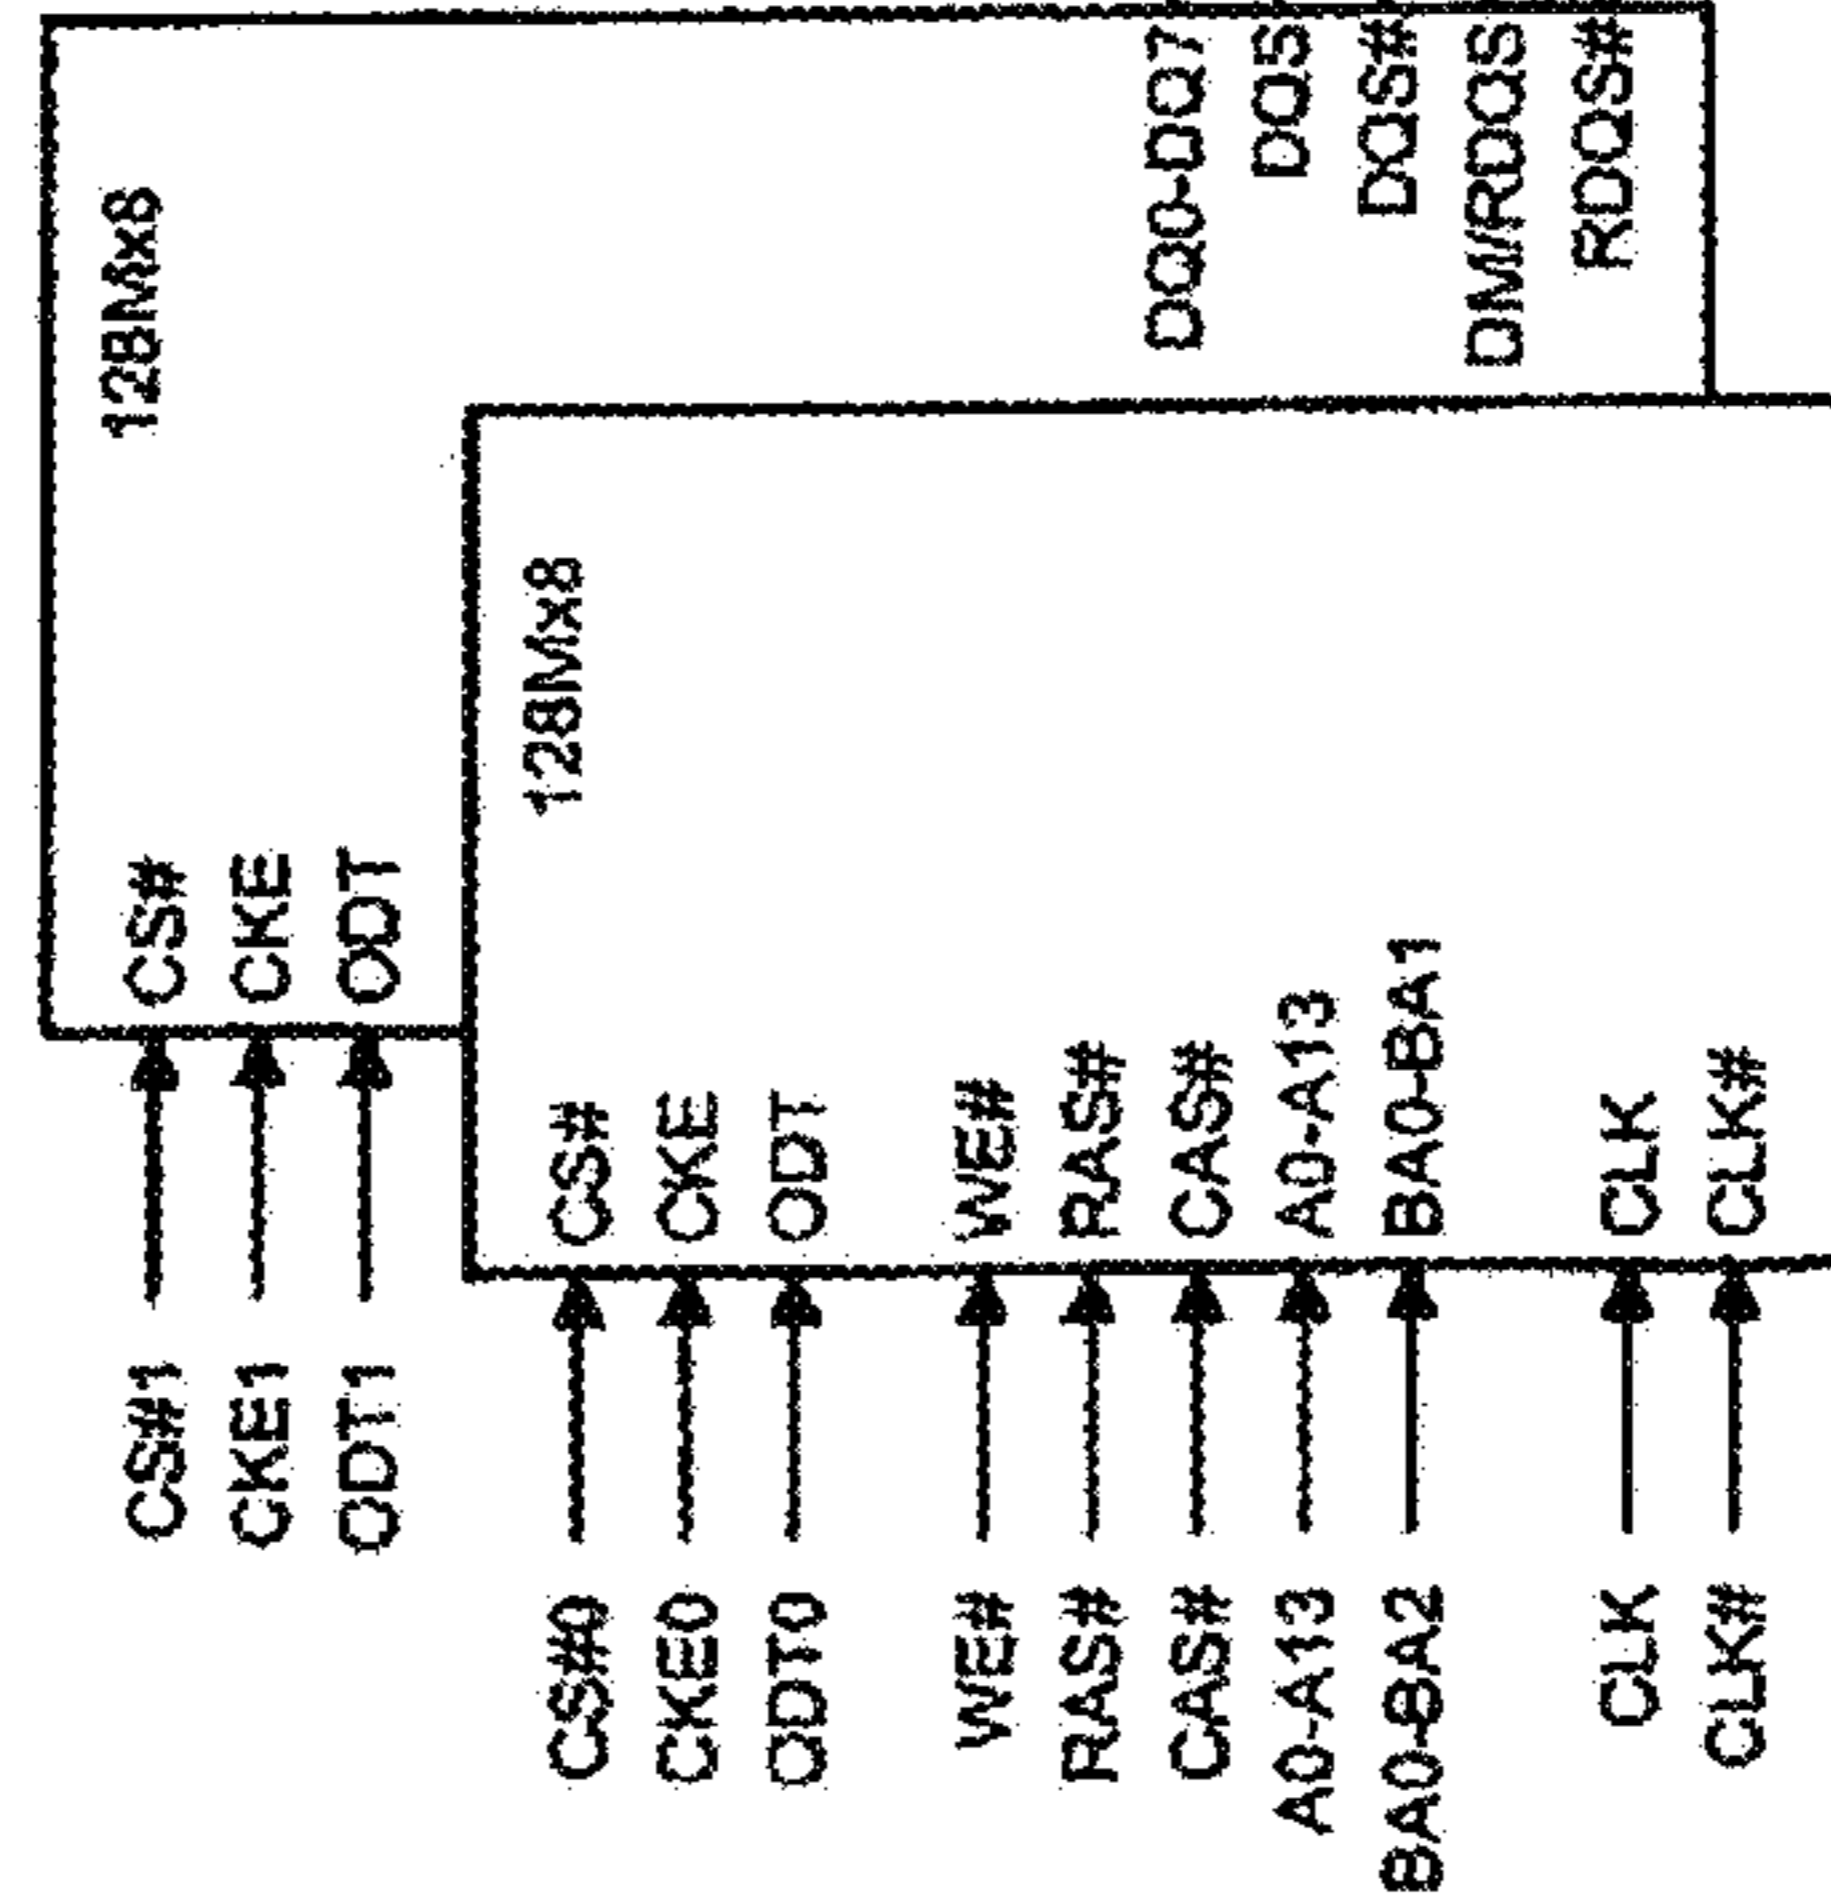 128Mx8
CS#1 CS#
CKE1 CKE
ODT1 ODT
128Mx8
CS#0 CS#
CKE0 CKE
ODT0 ODT
WE# WE#
RAS# RAS#
CAS# CAS#
A0-A13 A0-A13
BA0-BA2 BA0-BA1
CLK CLK
CLK# CLK#
DQ0-DQ7
DQS
DQS#
DM/RDQS
RDQS#